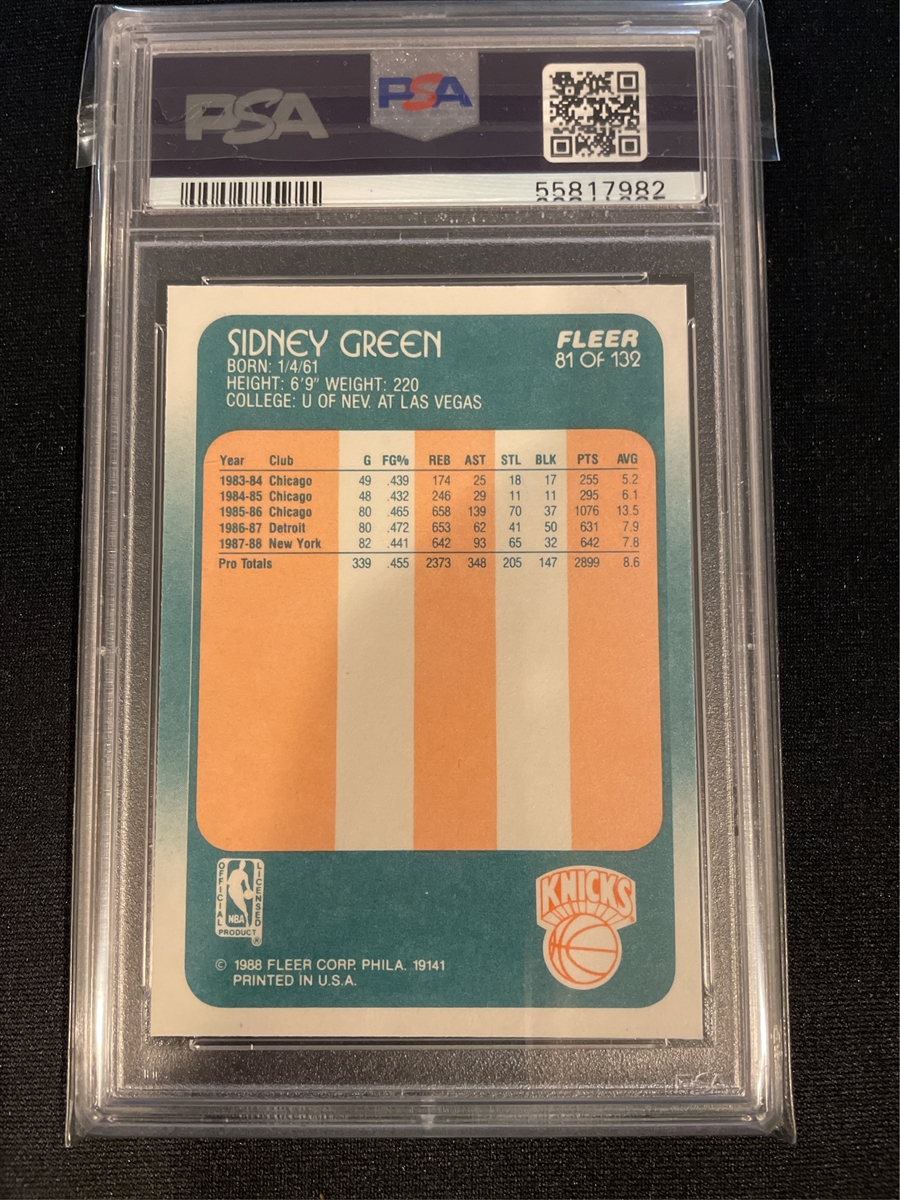 PSA PSA
55817982
SIDNEY GREEN FLEER
BORN: 1/4/61 81 OF 132
HEIGHT: 6'9" WEIGHT: 220
COLLEGE: U OF NEV. AT LAS VEGAS
Year Club G FG% REB AST STL BLK PTS AVG
1983-84 Chicago 49 .439 174 25 18 17 255 5.2
1984-85 Chicago 48 .432 246 29 11 11 295 6.1
1985-86 Chicago 80 .465 658 139 70 37 1076 13.5
1986-87 Detroit 80 .472 653 62 41 50 631 7.9
1987-88 New York 82 .441 642 93 65 32 642 7.8
Pro Totals 339 .455 2373 348 205 147 2899 8.6
OFFICIAL LICENSED
NBA
PRODUCT ®
KNICKS
© 1988 FLEER CORP. PHILA. 19141
PRINTED IN U.S.A.
PSA